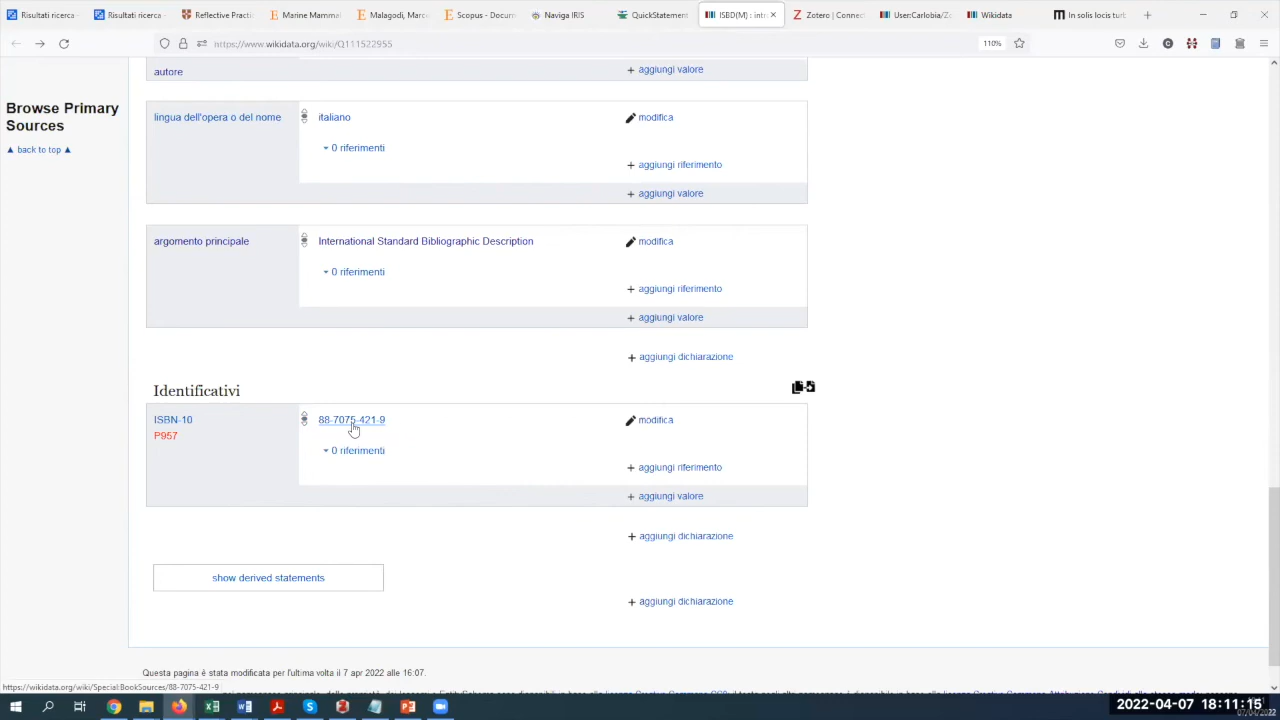 Risultati ricerca -
Risultati ricerca -
Reflective Practi
Marine Mammal
Malagodi, Marc
Scopus - Docum
Naviga IRIS
QuickStatement
ISBD(M) : intr
Zotero | Connect
User:Carlobia/Zo
Wikidata
In solis locis turb
https://www.wikidata.org/wiki/Q111522955
110%
Browse Primary
Sources
▲ back to top ▲
autore
+ aggiungi valore
lingua dell'opera o del nome
italiano
modifica
0 riferimenti
+ aggiungi riferimento
+ aggiungi valore
argomento principale
International Standard Bibliographic Description
modifica
0 riferimenti
+ aggiungi riferimento
+ aggiungi valore
+ aggiungi dichiarazione
Identificativi
ISBN-10
P957
88-7075-421-9
modifica
0 riferimenti
+ aggiungi riferimento
+ aggiungi valore
+ aggiungi dichiarazione
show derived statements
+ aggiungi dichiarazione
Questa pagina è stata modificata per l'ultima volta il 7 apr 2022 alle 16:07.
https://wikidata.org/wiki/Special:BookSources/88-7075-421-9
2022-04-07 18:11:15
07/04/2022